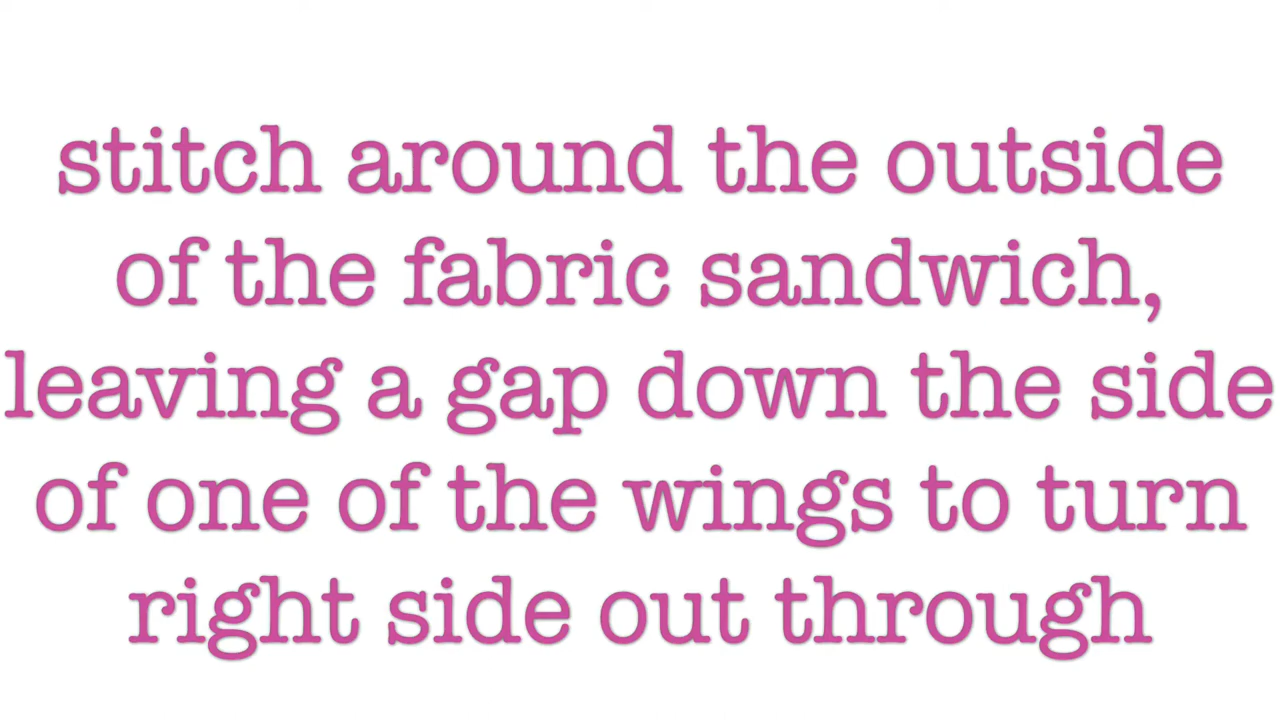 stitch around the outside
of the fabric sandwich,
leaving a gap down the side
of one of the wings to turn
right side out through